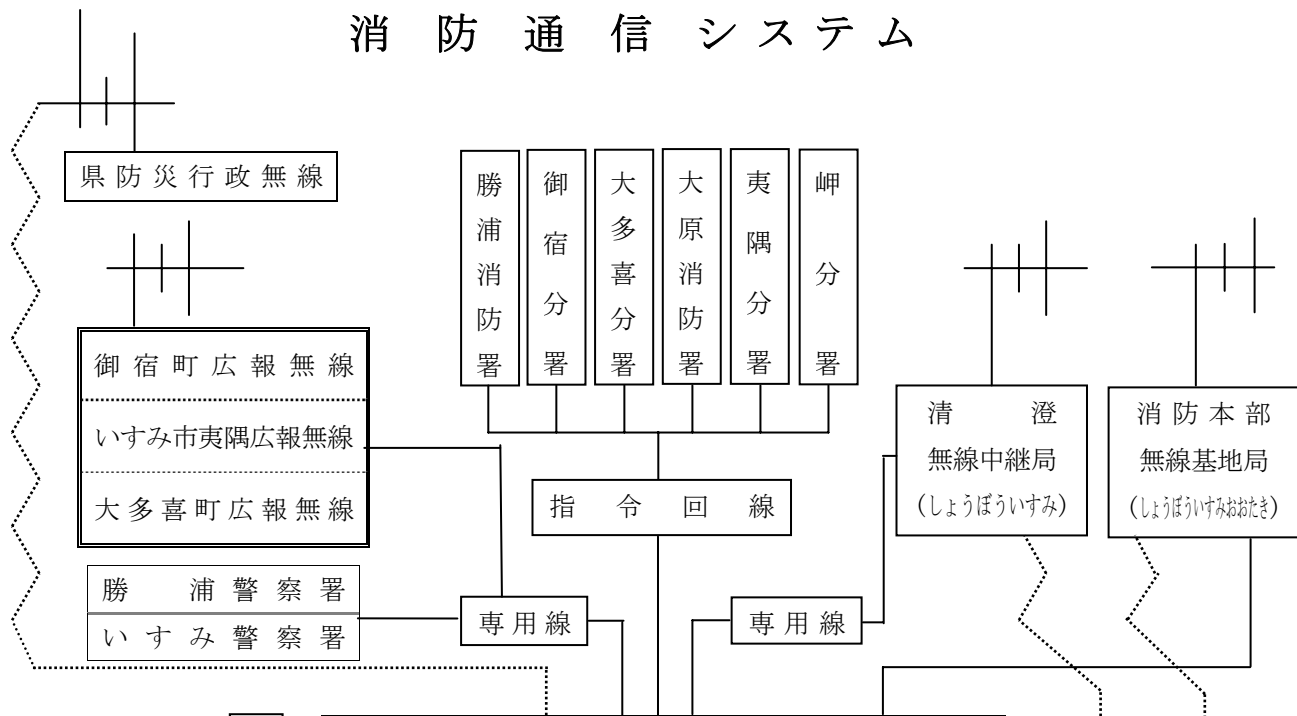 消防通信システム
県防災行政無線
勝浦消防署
御宿分署
大多喜分署
大原消防署
夷隅分署
岬分署
御宿町広報無線
いすみ市夷隅広報無線
大多喜町広報無線
指令回線
清澄
無線中継局
(しょうぼういすみ)
消防本部
無線基地局
(しょうぼういすみおおたき)
勝浦警察署
いすみ警察署
専用線
専用線